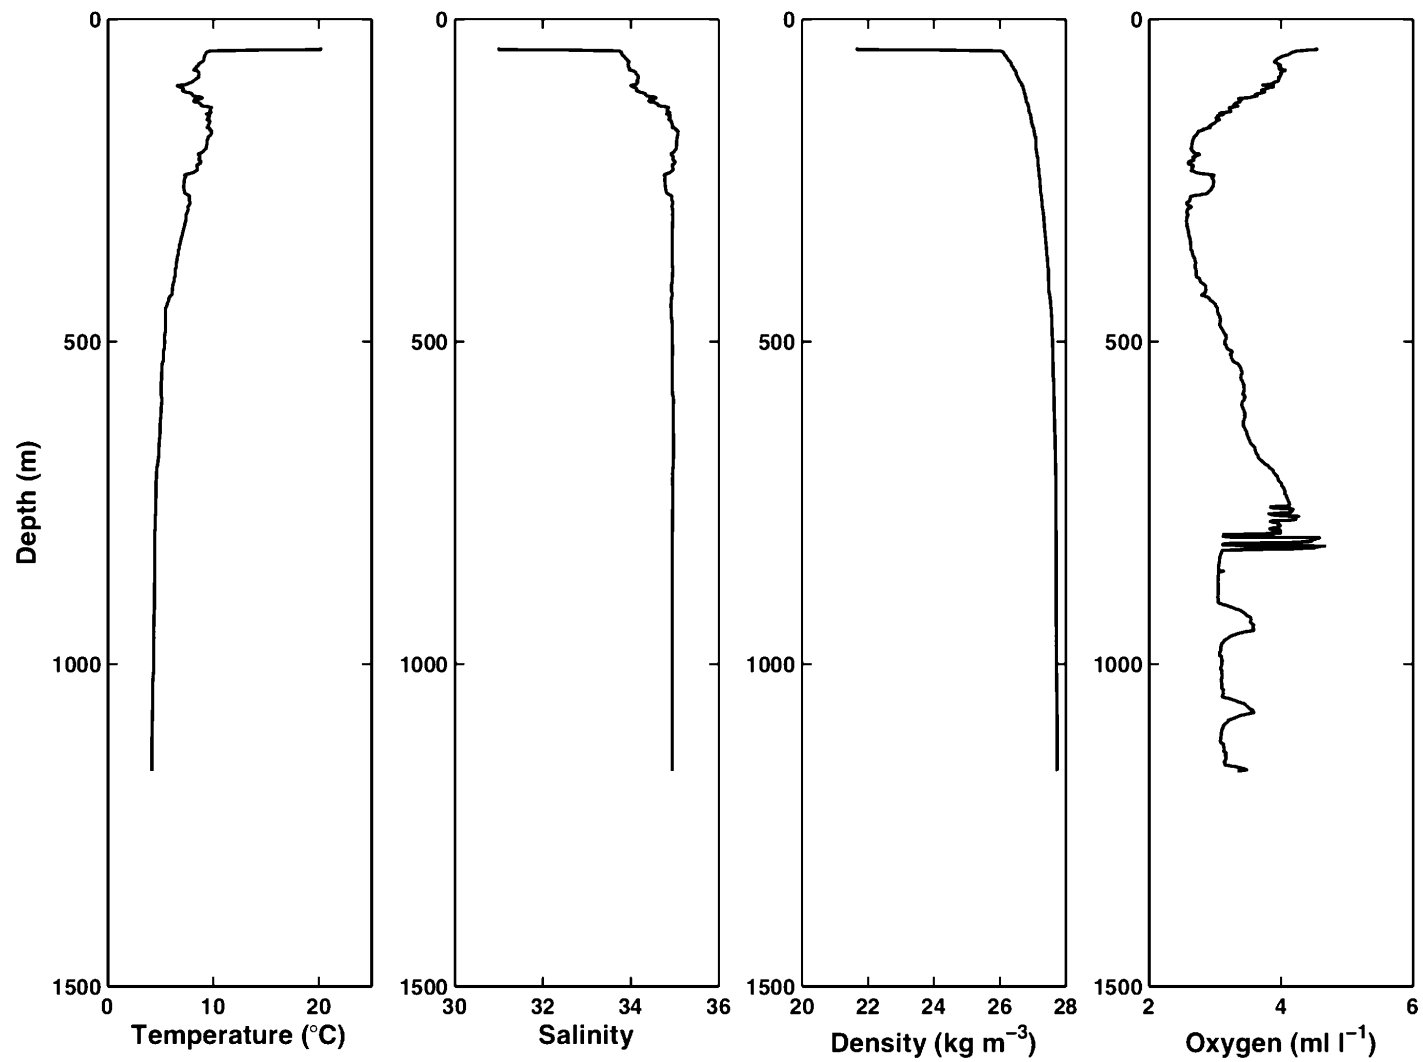 0 0 0 0
500 500 500 500
Depth (m)
1000 1000 1000 1000
1500 1500 1500 1500
0 10 20 30 32 34 36 20 22 24 26 28 2 4 6
Temperature (°C) Salinity Density (kg m⁻³) Oxygen (ml l⁻¹)